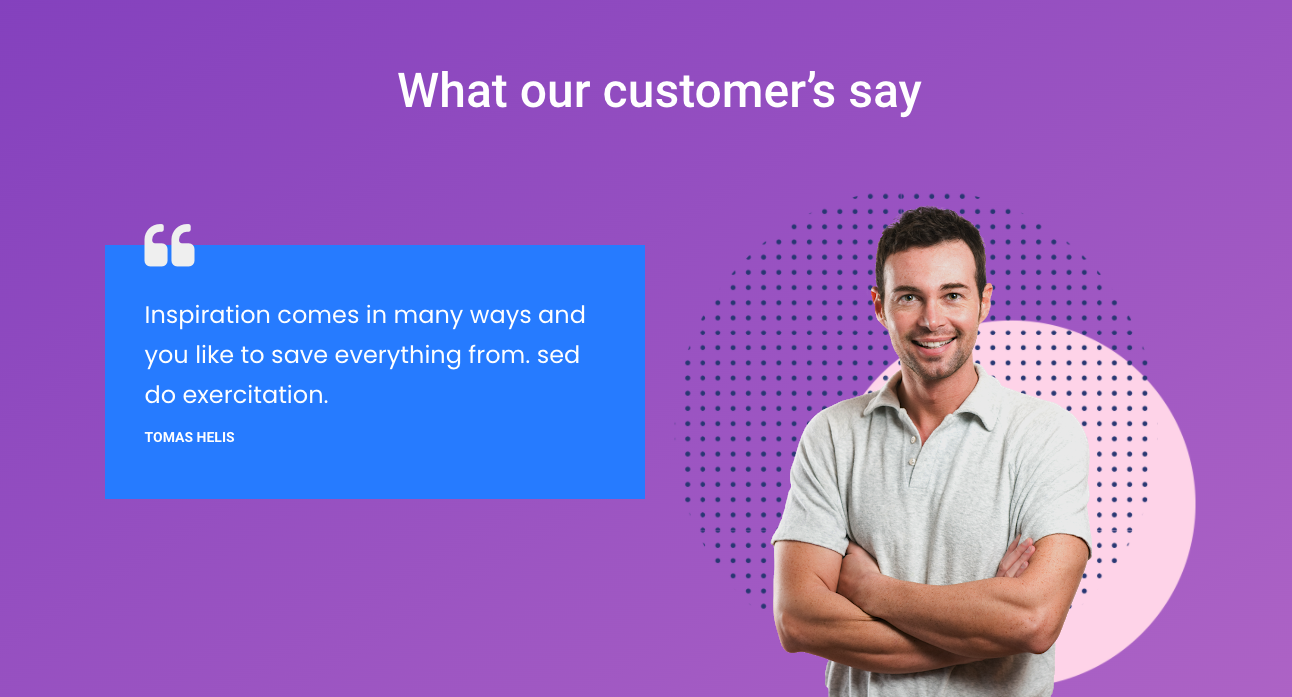 What our customer’s say
Inspiration comes in many ways and
you like to save everything from. sed
do exercitation.
TOMAS HELIS